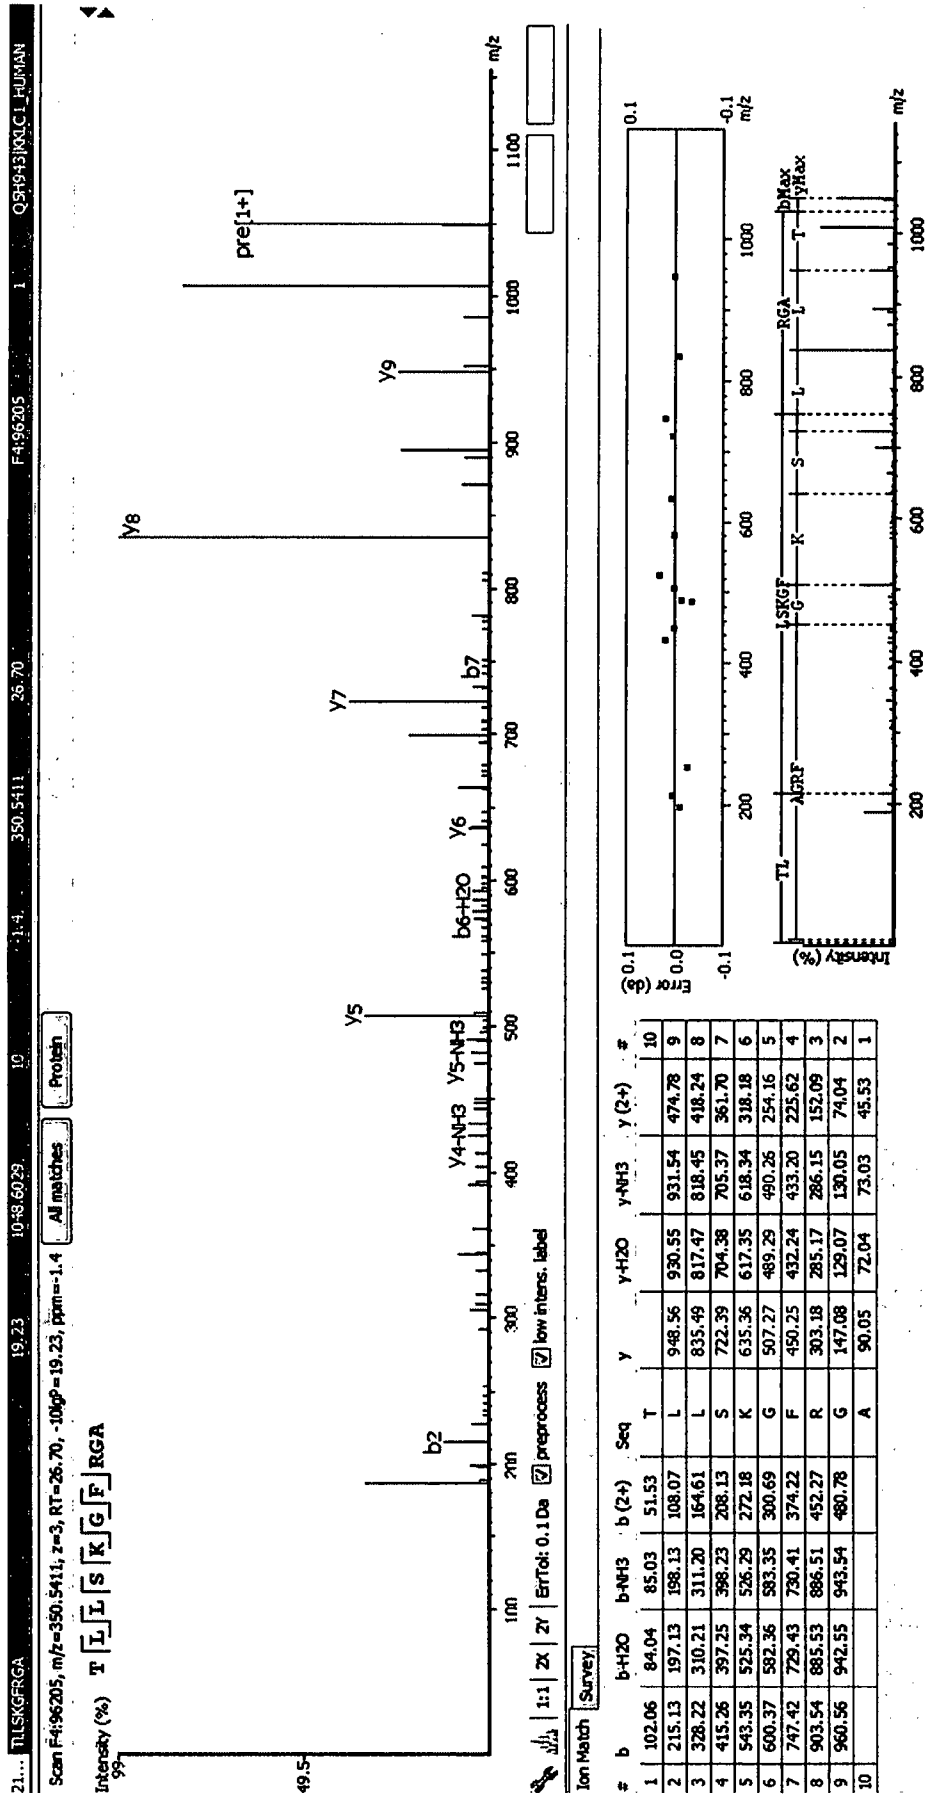 21... TLLSKGFRGA 19.23 1048.6029 10 -1.4 350.5411 26.70 F4:96205 1 Q5H943|KKLC1_HUMAN
Scan F4:96205, m/z=350.5411, z=3, RT=26.70, -10lgP=19.23, ppm=-1.4 All matches Protein
Intensity (%) T L L S K G F RGA
99
49.5
b2 Y4-NH3 Y5-NH3 Y5 b6-H2O Y6 Y7 b7 Y8 Y9 pre[1+]
100 200 300 400 500 600 700 800 900 1000 1100 m/z
1:1 2X 2Y ErrTol: 0.1 Da preprocess low intens. label
Ion Match Survey
# b b-H2O b-NH3 b (2+) Seq y y-H2O y-NH3 y (2+) #
1 102.06 84.04 85.03 51.53 T 10
2 215.13 197.13 198.13 108.07 L 948.56 930.55 931.54 474.78 9
3 328.22 310.21 311.20 164.61 L 835.49 817.47 818.45 418.24 8
4 415.26 397.25 398.23 208.13 S 722.39 704.38 705.37 361.70 7
5 543.35 525.34 526.29 272.18 K 635.36 617.35 618.34 318.18 6
6 600.37 582.36 583.35 300.69 G 507.27 489.29 490.26 254.16 5
7 747.42 729.43 730.41 374.22 F 450.25 432.24 433.20 225.62 4
8 903.54 885.53 886.51 452.27 R 303.18 285.17 286.15 152.09 3
9 960.56 942.55 943.54 480.78 G 147.08 129.07 130.05 74.04 2
10 A 90.05 72.04 73.03 45.53 1
0.1 0.1
0.0
-0.1 -0.1
Error (da)
200 400 600 800 1000 m/z
TL LSKGF RGA bMax
AGRF G K S L L T yMax
Intensity (%)
200 400 600 800 1000 m/z